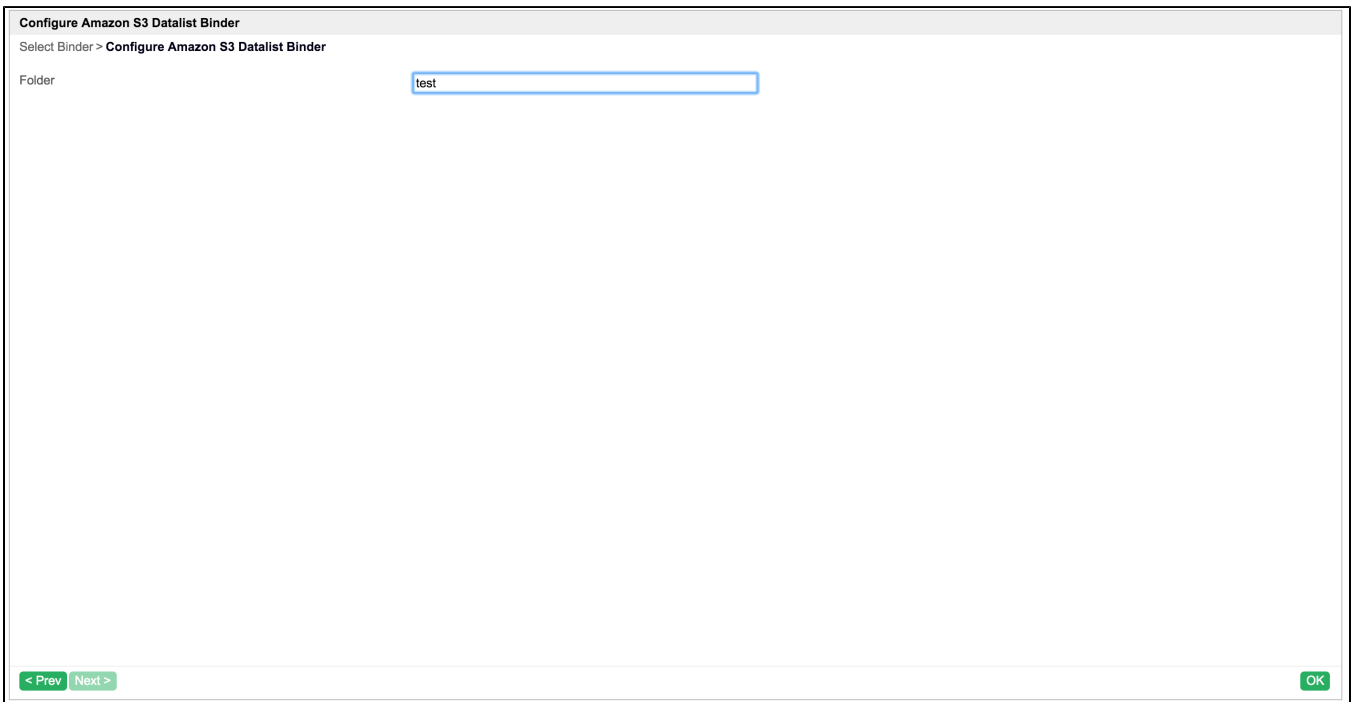 Configure Amazon S3 Datalist Binder
Select Binder > Configure Amazon S3 Datalist Binder
Folder test
< Prev Next > OK